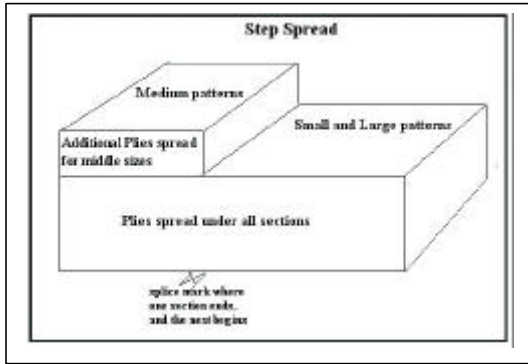 Step Spread
Medium patterns
Small and Large patterns
Additional Plies spread
for middle sizes
Plies spread under all sections
splice mark where
one section ends,
and the next begins